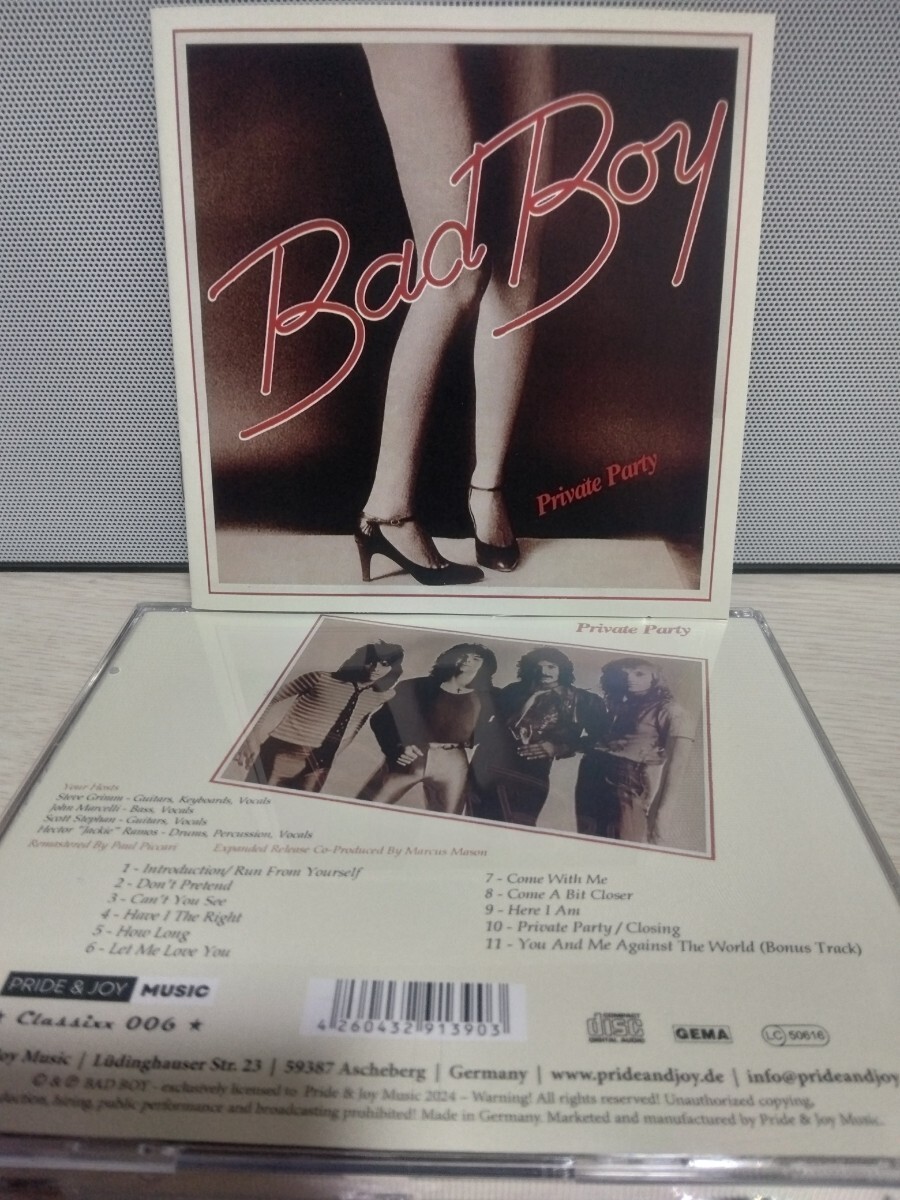 Bad Boy
Private Party
Private Party
Your Hosts
Steve Grimm - Guitars, Keyboards, Vocals
John Marcelli - Bass, Vocals
Scott Stephan - Guitars, Vocals
Hector "Jackie" Ramos - Drums, Percussion, Vocals
Remastered By Paul Piccari
Expanded Release Co-Produced By Marcus Mason
1 - Introduction/ Run From Yourself
2 - Don't Pretend
3 - Can't You See
4 - Have I The Right
5 - How Long
6 - Let Me Love You
7 - Come With Me
8 - Come A Bit Closer
9 - Here I Am
10 - Private Party / Closing
11 - You And Me Against The World (Bonus Track)
PRIDE & JOY MUSIC
★ Classixx 006 ★
4 260432 913903
COMPACT disc DIGITAL AUDIO
GEMA
LC 50616
Joy Music | Lüdinghauser Str. 23 | 59387 Ascheberg | Germany | www.prideandjoy.de | info@prideandjoy
© & ℗ BAD BOY - exclusively licensed to Pride & Joy Music 2024 – Warning! All rights reserved! Unauthorized copying,
hiring, public performance and broadcasting prohibited! Made in Germany. Marketed and manufactured by Pride & Joy Music.